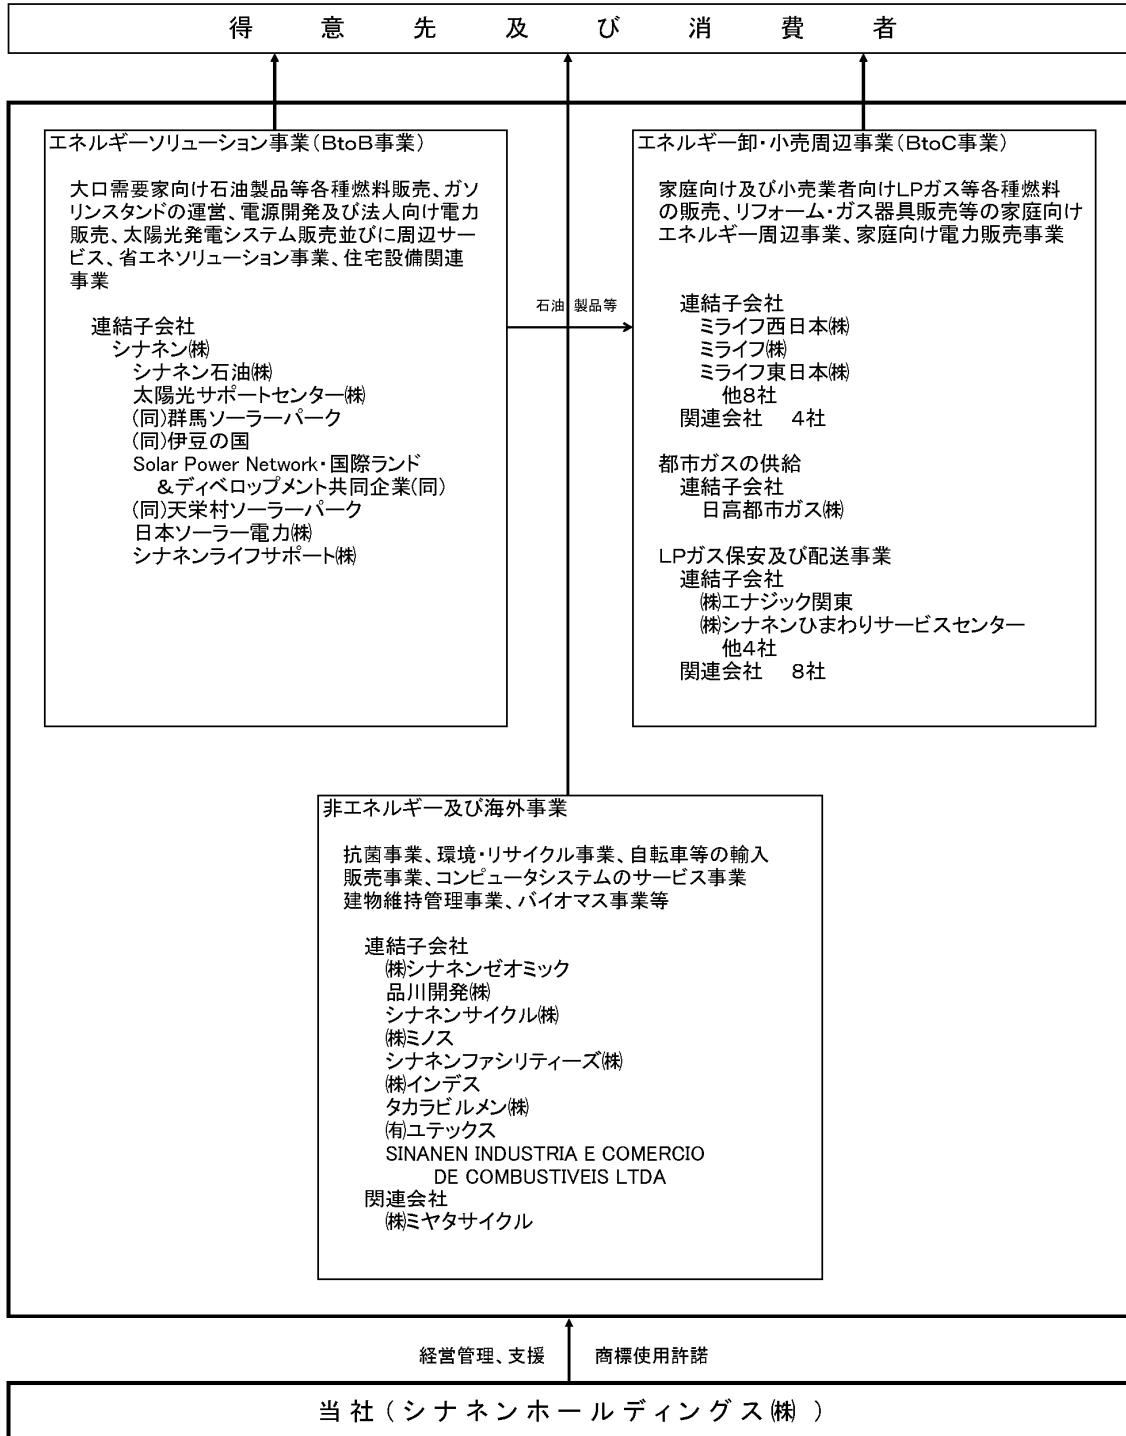 得意先及び消費者
エネルギーソリューション事業(BtoB事業)
大口需要家向け石油製品等各種燃料販売、ガソ
リンスタンドの運営、電源開発及び法人向け電力
販売、太陽光発電システム販売並びに周辺サー
ビス、省エネソリューション事業、住宅設備関連
事業
連結子会社
シナネン㈱
シナネン石油㈱
太陽光サポートセンター㈱
(同)群馬ソーラーパーク
(同)伊豆の国
Solar Power Network・国際ランド
&ディベロップメント共同企業(同)
(同)天栄村ソーラーパーク
日本ソーラー電力㈱
シナネンライフサポート㈱
石油製品等
エネルギー卸・小売周辺事業(BtoC事業)
家庭向け及び小売業者向けLPガス等各種燃料
の販売、リフォーム・ガス器具販売等の家庭向け
エネルギー周辺事業、家庭向け電力販売事業
連結子会社
ミライフ西日本㈱
ミライフ㈱
ミライフ東日本㈱
他8社
関連会社 4社
都市ガスの供給
連結子会社
日高都市ガス㈱
LPガス保安及び配送事業
連結子会社
㈱エナジック関東
㈱シナネンひまわりサービスセンター
他4社
関連会社 8社
非エネルギー及び海外事業
抗菌事業、環境・リサイクル事業、自転車等の輸入
販売事業、コンピュータシステムのサービス事業
建物維持管理事業、バイオマス事業等
連結子会社
㈱シナネンゼオミック
品川開発㈱
シナネンサイクル㈱
㈱ミノス
シナネンファシリティーズ㈱
㈱インデス
タカラビルメン㈱
㈲ユテックス
SINANEN INDUSTRIA E COMERCIO
DE COMBUSTIVEIS LTDA
関連会社
㈱ミヤタサイクル
経営管理、支援 商標使用許諾
当社(シナネンホールディングス㈱)